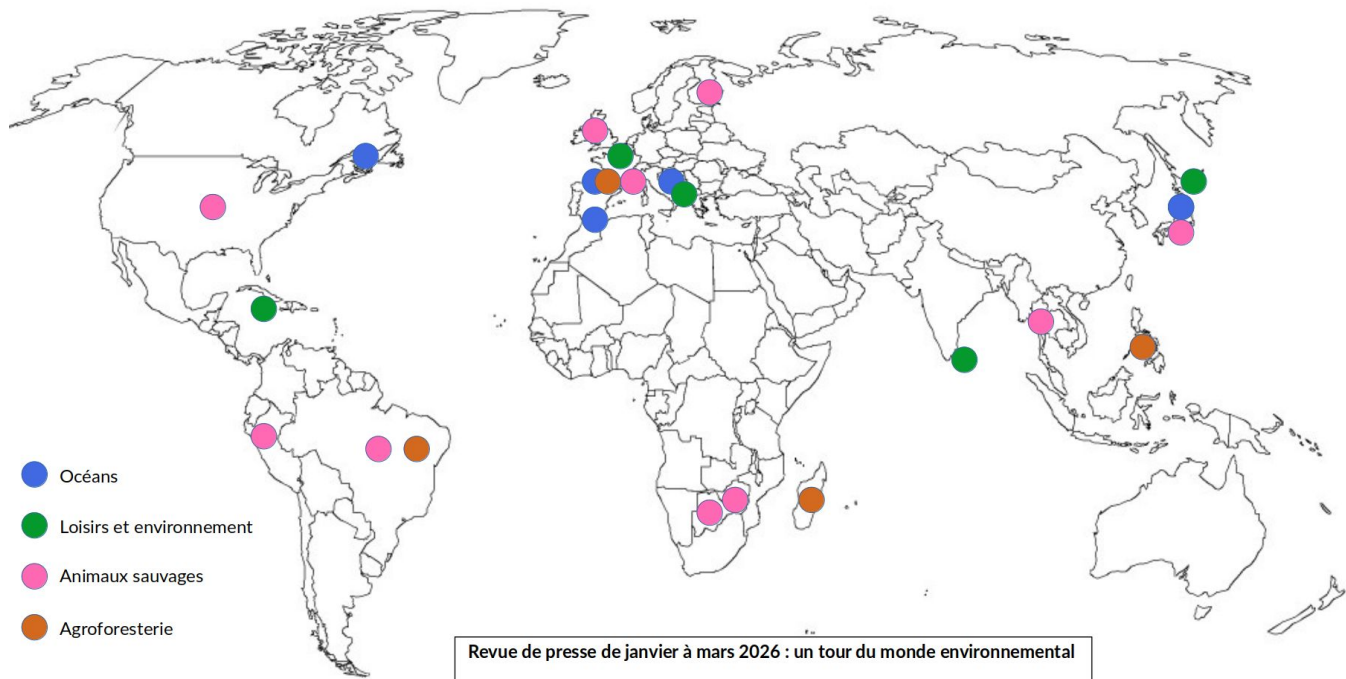 Océans
Loisirs et environnement
Animaux sauvages
Agroforesterie
Revue de presse de janvier à mars 2026 : un tour du monde environnemental